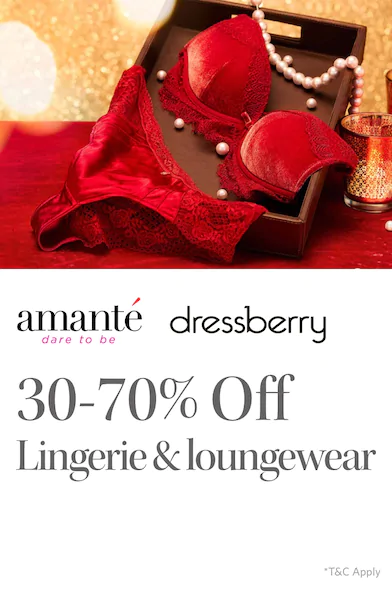 amanté dressberry
dare to be
30-70% Off
Lingerie & loungewear
*T&C Apply